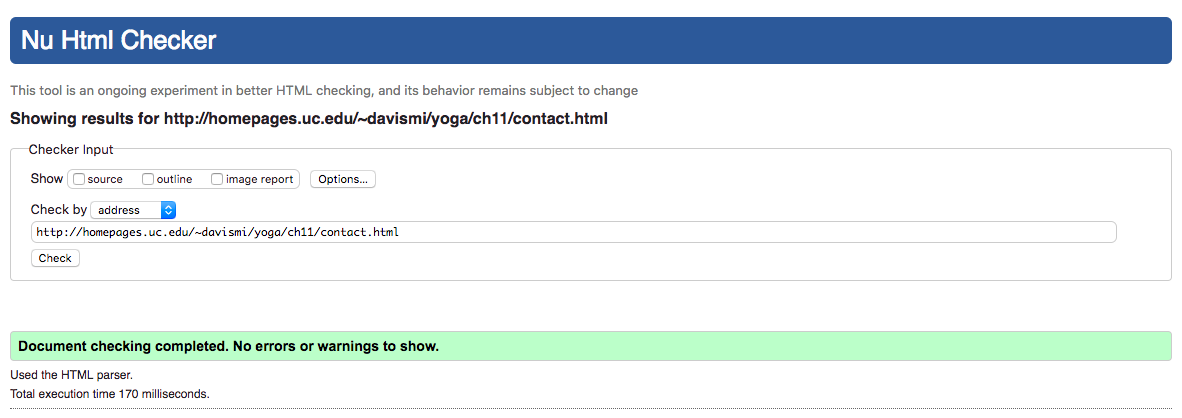 Nu Html Checker
This tool is an ongoing experiment in better HTML checking, and its behavior remains subject to change
Showing results for http://homepages.uc.edu/~davismi/yoga/ch11/contact.html
Checker Input
Show source outline image report Options...
Check by address
http://homepages.uc.edu/~davismi/yoga/ch11/contact.html
Check
Document checking completed. No errors or warnings to show.
Used the HTML parser.
Total execution time 170 milliseconds.